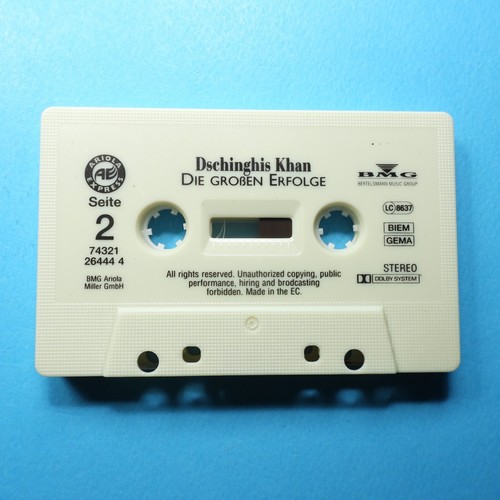 ARIOLA
AE
EXPRESS
Seite
2
74321
26444 4
BMG Ariola
Miller GmbH
Dschinghis Khan
DIE GROßEN ERFOLGE
All rights reserved. Unauthorized copying, public
performance, hiring and brodcasting
forbidden. Made in the EC.
BMG
BERTELSMANN MUSIC GROUP
LC 8637
BIEM
GEMA
STEREO
DOLBY SYSTEM